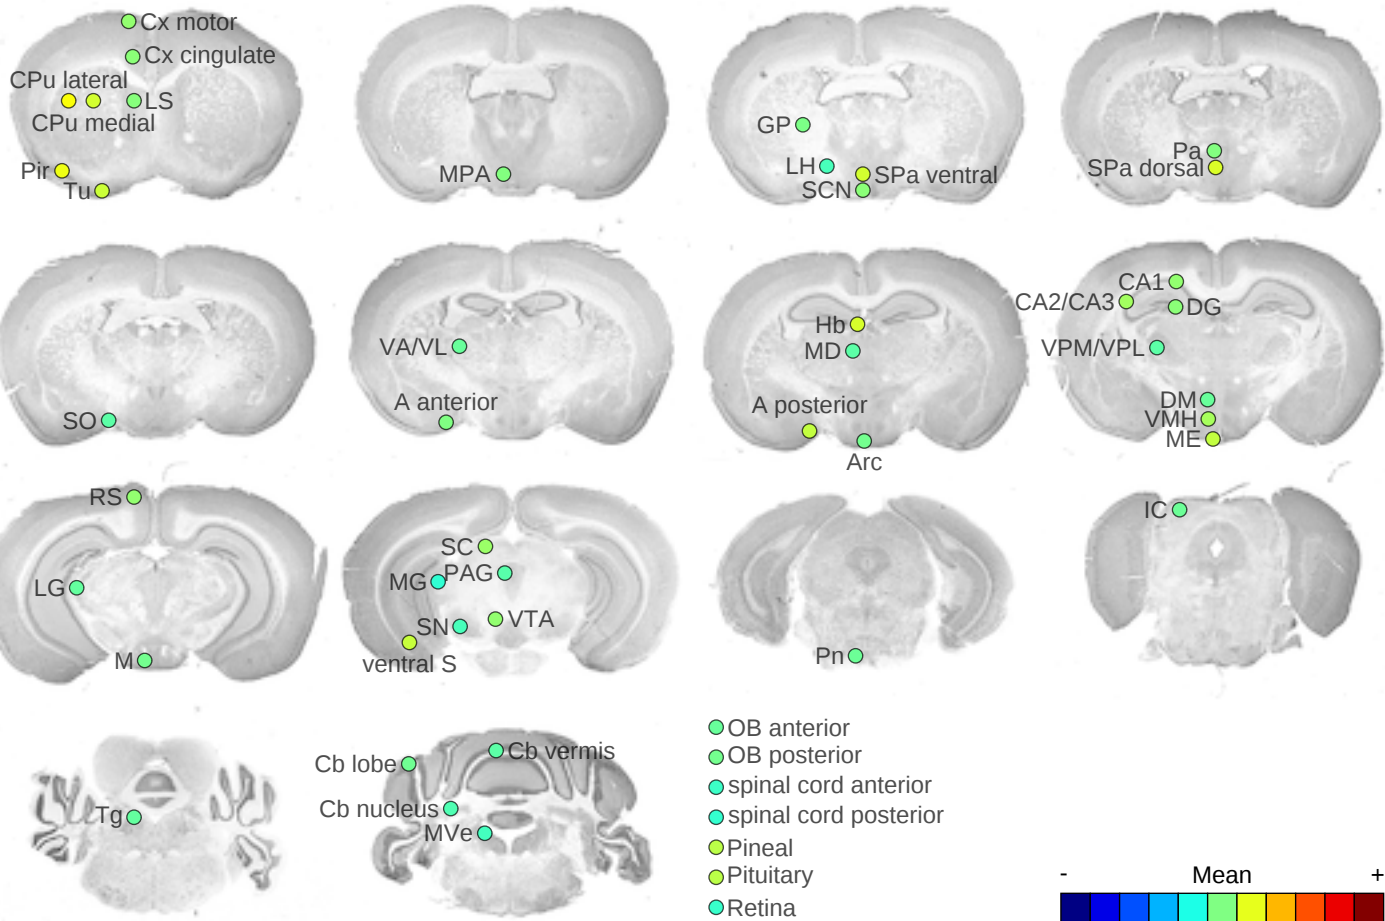 Cx motor
Cx cingulate
CPu lateral
LS
CPu medial
Pir
Tu
MPA
GP
LH
SPa ventral
SCN
Pa
SPa dorsal
SO
VA/VL
A anterior
Hb
MD
A posterior
Arc
CA1
CA2/CA3
DG
VPM/VPL
DM
VMH
ME
RS
LG
M
SC
PAG
MG
VTA
SN
ventral S
Pn
IC
Tg
Cb vermis
Cb lobe
Cb nucleus
MVe
OB anterior
OB posterior
spinal cord anterior
spinal cord posterior
Pineal
Pituitary
Retina
- Mean +